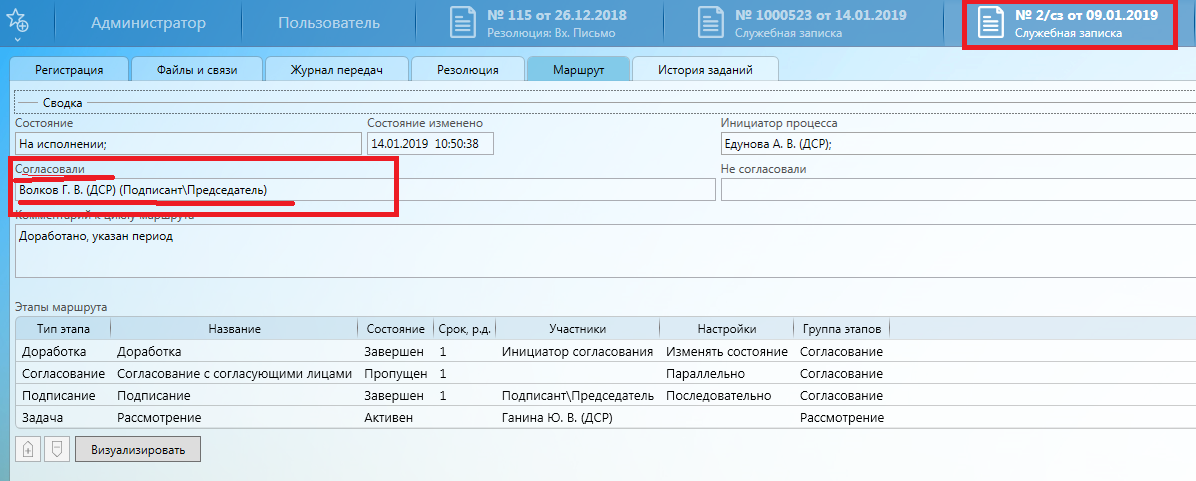 Администратор Пользователь № 115 от 26.12.2018 № 1000523 от 14.01.2019 № 2/сз от 09.01.2019
Резолюция: Вх. Письмо Служебная записка Служебная записка
Регистрация Файлы и связи Журнал передач Резолюция Маршрут История заданий
Сводка
Состояние Состояние изменено Инициатор процесса
На исполнении; 14.01.2019 10:50:38 Едунова А. В. (ДСР);
Согласовали Не согласовали
Волков Г. В. (ДСР) (Подписант\Председатель)
Комментарий к циклу маршрута
Доработано, указан период
Этапы маршрута
Тип этапа Название Состояние Срок, р.д. Участники Настройки Группа этапов
Доработка Доработка Завершен 1 Инициатор согласования Изменять состояние Согласование
Согласование Согласование с согласующими лицами Пропущен 1 Параллельно Согласование
Подписание Подписание Завершен 1 Подписант\Председатель Последовательно Согласование
Задача Рассмотрение Активен Ганина Ю. В. (ДСР) Рассмотрение
Визуализировать